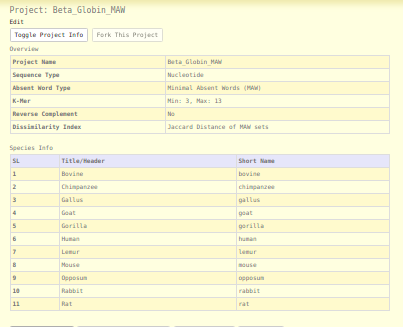 Project: Beta_Globin_MAW
Edit
Toggle Project Info Fork This Project
Overview
Project Name Beta_Globin_MAW
Sequence Type Nucleotide
Absent Word Type Minimal Absent Words (MAW)
K-Mer Min: 3, Max: 13
Reverse Complement No
Dissimilarity Index Jaccard Distance of MAW sets
Species Info
SL Title/Header Short Name
1 Bovine bovine
2 Chimpanzee chimpanzee
3 Gallus gallus
4 Goat goat
5 Gorilla gorilla
6 Human human
7 Lemur lemur
8 Mouse mouse
9 Opposum opposum
10 Rabbit rabbit
11 Rat rat